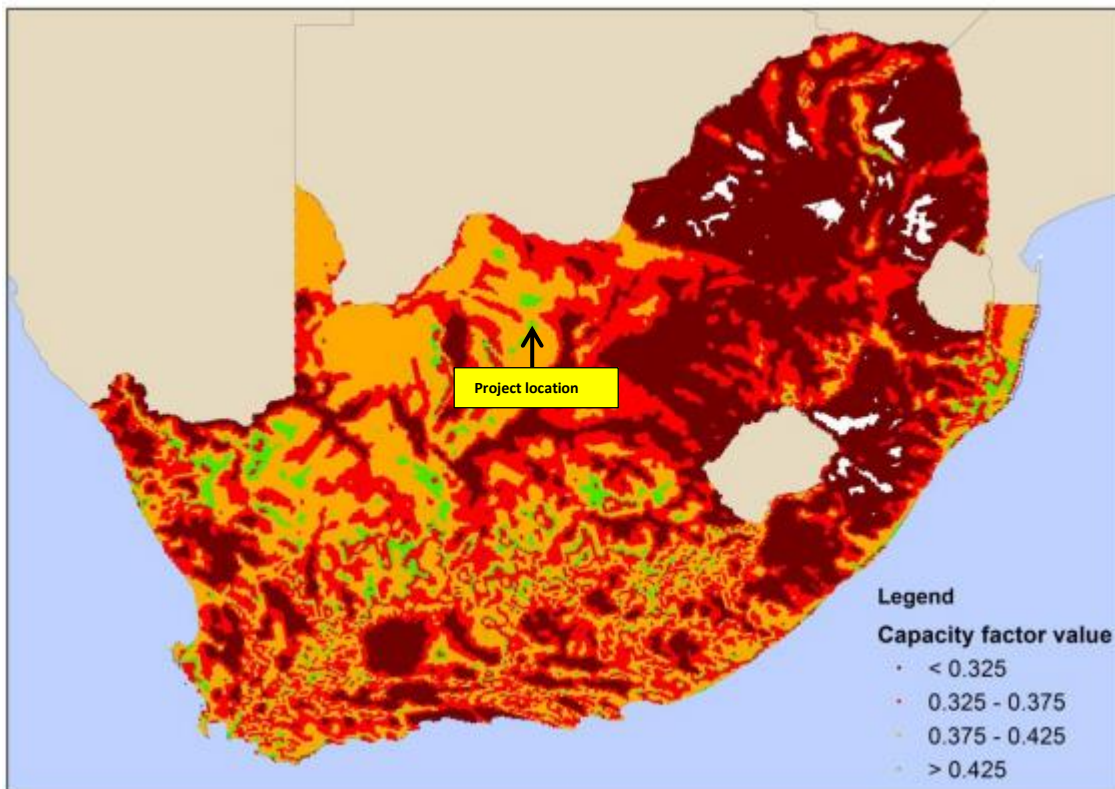 Project location
Legend
Capacity factor value
< 0.325
0.325 - 0.375
0.375 - 0.425
> 0.425